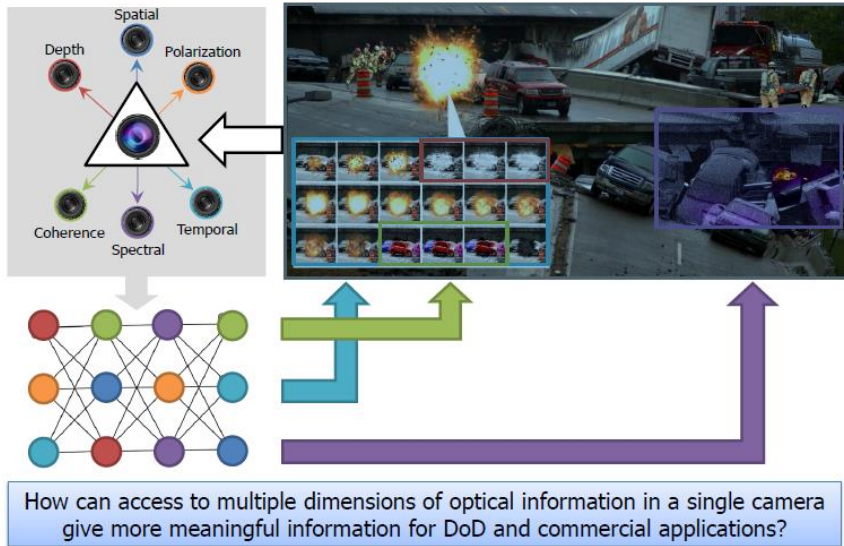 Spatial
Depth
Polarization
Coherence
Temporal
Spectral
How can access to multiple dimensions of optical information in a single camera
give more meaningful information for DoD and commercial applications?